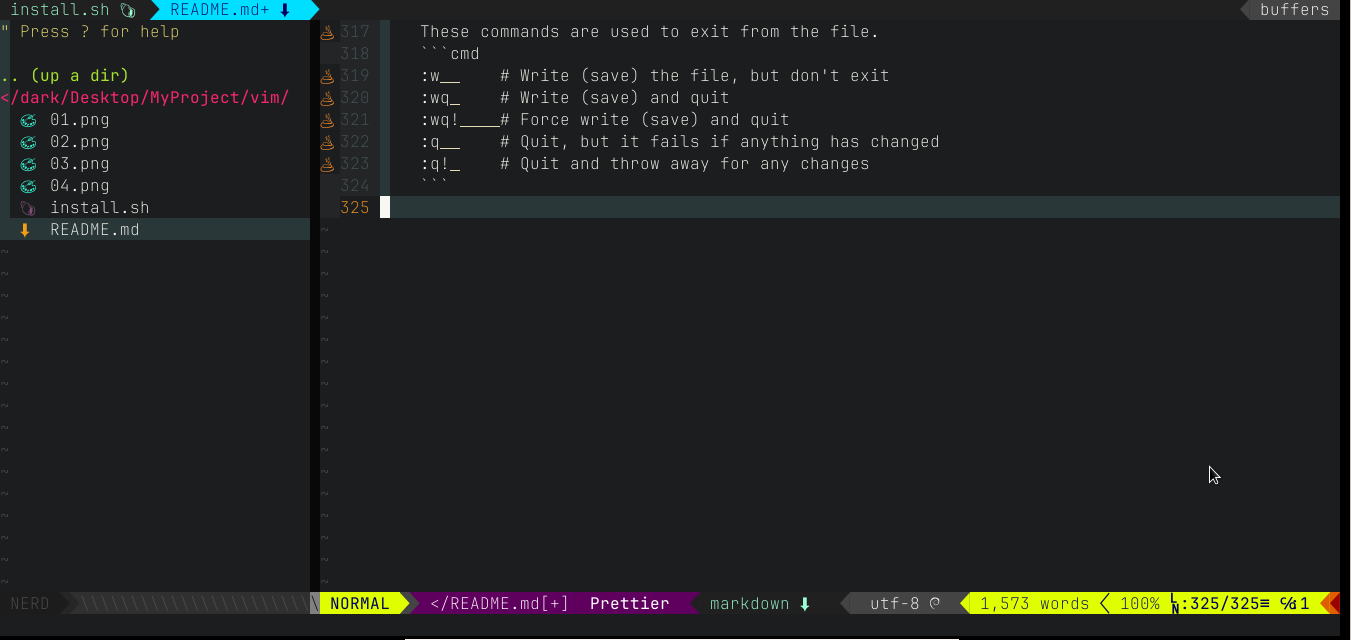 install.sh README.md+ buffers
" Press ? for help
.. (up a dir)
</dark/Desktop/MyProject/vim/
01.png
02.png
03.png
04.png
install.sh
README.md
317 These commands are used to exit from the file.
318 ```cmd
319 :w__ # Write (save) the file, but don't exit
320 :wq_ # Write (save) and quit
321 :wq!____# Force write (save) and quit
322 :q__ # Quit, but it fails if anything has changed
323 :q!_ # Quit and throw away for any changes
324 ```
325
NERD NORMAL </README.md[+] Prettier markdown utf-8 1,573 words 100% LN:325/325≡ ℅:1